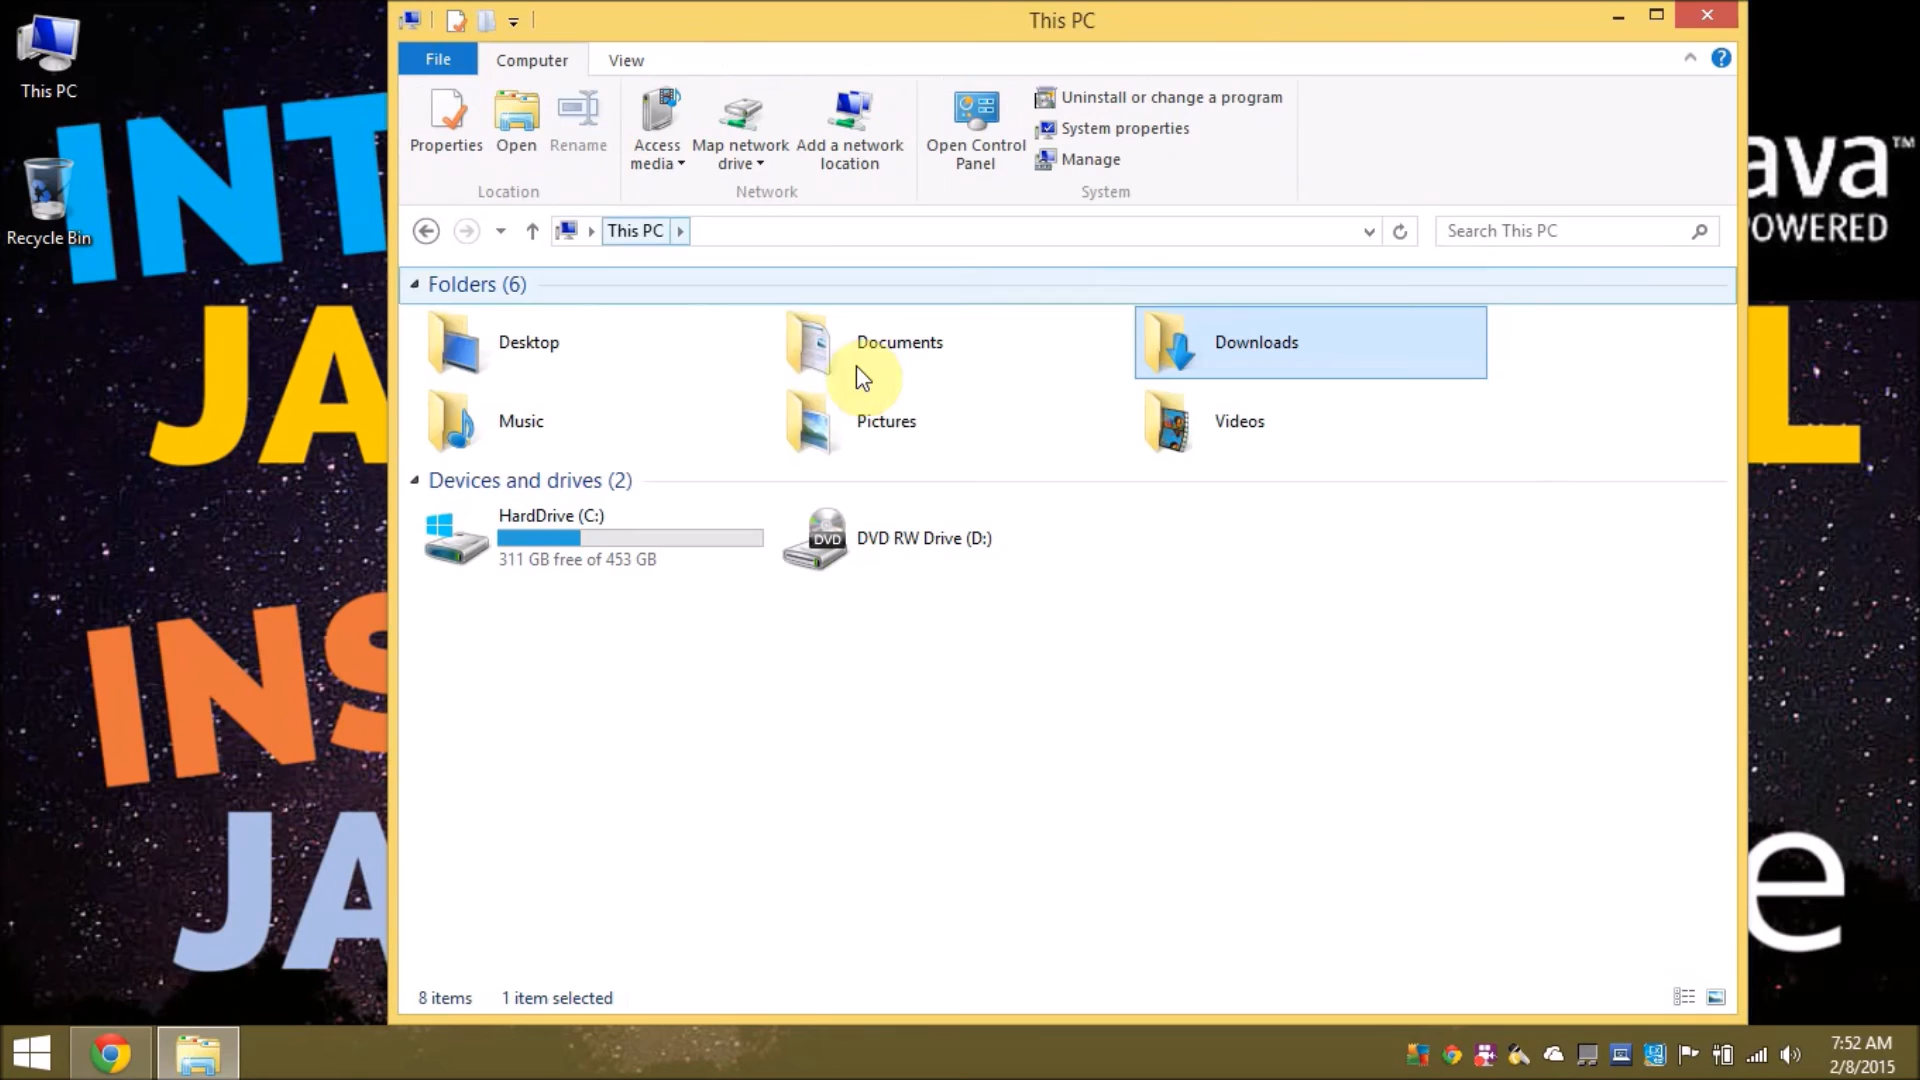 This PC
Recycle Bin
INT
JA
INS
JA
ava™
POWERED
L
e
This PC
File
Computer
View
?
Properties
Open
Rename
Access media
Map network drive
Add a network location
Open Control Panel
Uninstall or change a program
System properties
Manage
Location
Network
System
This PC
Search This PC
Folders (6)
Desktop
Documents
Downloads
Music
Pictures
Videos
Devices and drives (2)
HardDrive (C:)
311 GB free of 453 GB
DVD
DVD RW Drive (D:)
8 items
1 item selected
7:52 AM
2/8/2015